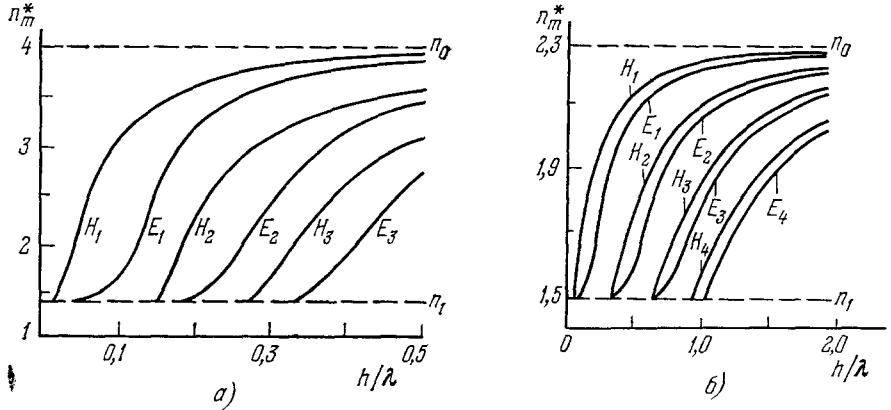 n*m
4
3
2
1
n0
n1
H1
E1
H2
E2
H3
E3
0,1
0,3
0,5
h/λ
а)
n*m
2,3
1,9
1,5
n0
n1
H1
E1
H2
E2
H3
E3
H4
E4
0
1,0
2,0
h/λ
б)